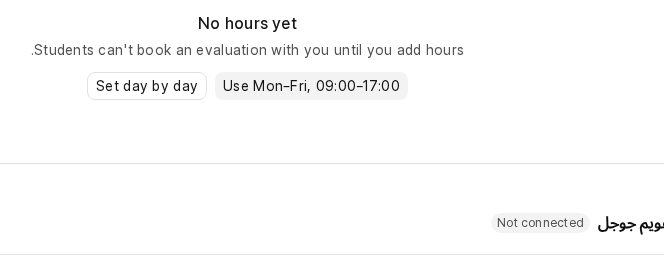 No hours yet
.Students can't book an evaluation with you until you add hours
Set day by day
Use Mon–Fri, 09:00–17:00
جوجل Not connected